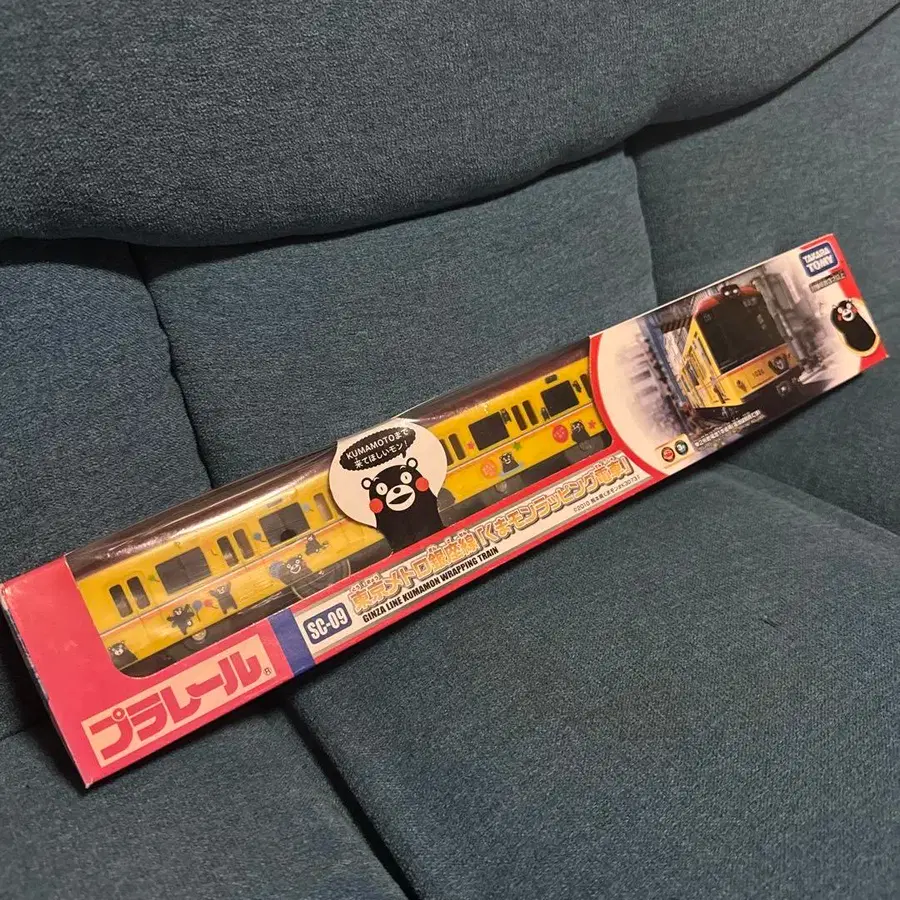 TAKARA
TOMY
KUMAMOTOまで
来てほしいモン!
東京メトロ銀座線「くまモンラッピング電車」
GINZA LINE KUMAMON WRAPPING TRAIN
SC-09
プラレール®